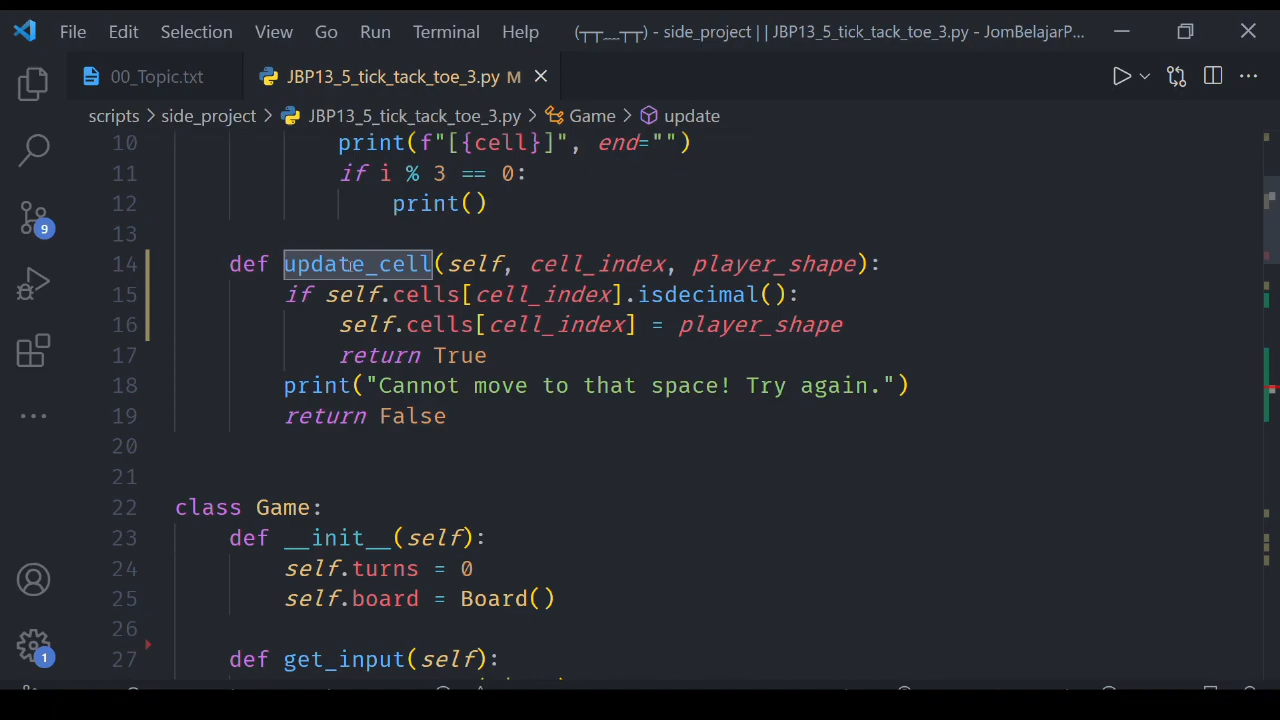 File Edit Selection View Go Run Terminal Help (┬┬﹏┬┬) - side_project || JBP13_5_tick_tack_toe_3.py - JomBelajarP...
00_Topic.txt JBP13_5_tick_tack_toe_3.py M
scripts > side_project > JBP13_5_tick_tack_toe_3.py > Game > update
10 print(f"[{cell}]", end="")
11 if i % 3 == 0:
12 print()
13
14 def update_cell(self, cell_index, player_shape):
15 if self.cells[cell_index].isdecimal():
16 self.cells[cell_index] = player_shape
17 return True
18 print("Cannot move to that space! Try again.")
19 return False
20
21
22 class Game:
23 def __init__(self):
24 self.turns = 0
25 self.board = Board()
26
27 def get_input(self):
9
1